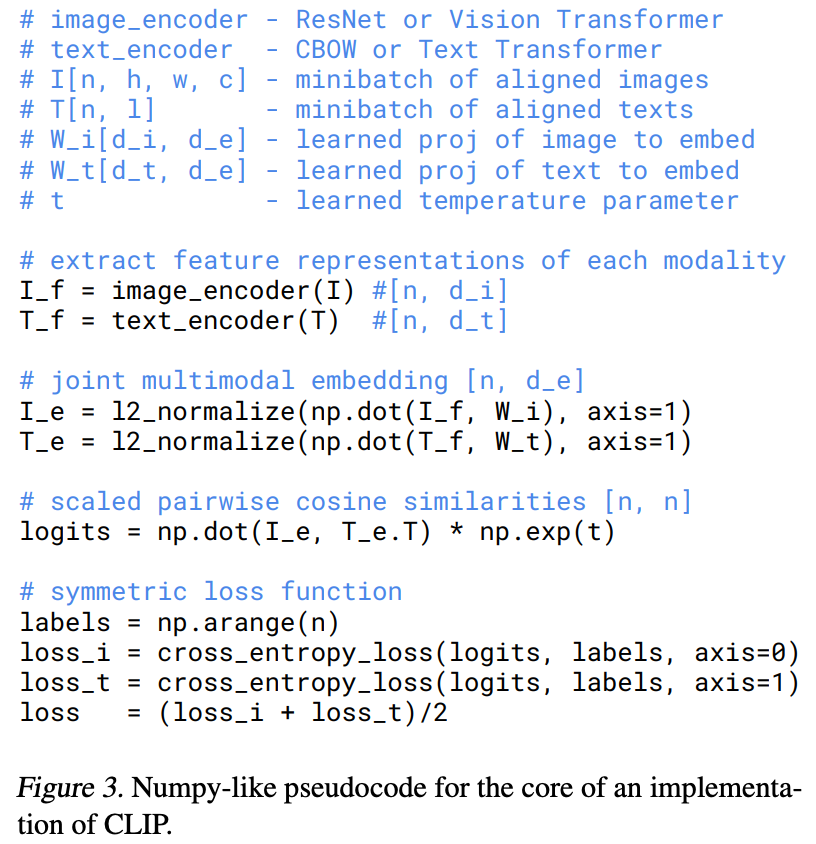 # image_encoder - ResNet or Vision Transformer
# text_encoder  - CBOW or Text Transformer
# I[n, h, w, c] - minibatch of aligned images
# T[n, l]       - minibatch of aligned texts
# W_i[d_i, d_e] - learned proj of image to embed
# W_t[d_t, d_e] - learned proj of text to embed
# t             - learned temperature parameter
# extract feature representations of each modality
I_f = image_encoder(I) #[n, d_i]
T_f = text_encoder(T)  #[n, d_t]
# joint multimodal embedding [n, d_e]
I_e = l2_normalize(np.dot(I_f, W_i), axis=1)
T_e = l2_normalize(np.dot(T_f, W_t), axis=1)
# scaled pairwise cosine similarities [n, n]
logits = np.dot(I_e, T_e.T) * np.exp(t)
# symmetric loss function
labels = np.arange(n)
loss_i = cross_entropy_loss(logits, labels, axis=0)
loss_t = cross_entropy_loss(logits, labels, axis=1)
loss   = (loss_i + loss_t)/2
Figure 3. Numpy-like pseudocode for the core of an implementa-
tion of CLIP.